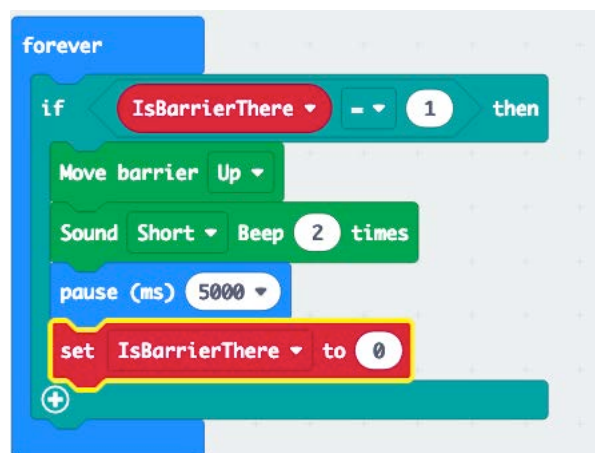 forever
if IsBarrierThere = 1 then
Move barrier Up
Sound Short Beep 2 times
pause (ms) 5000
set IsBarrierThere to 0